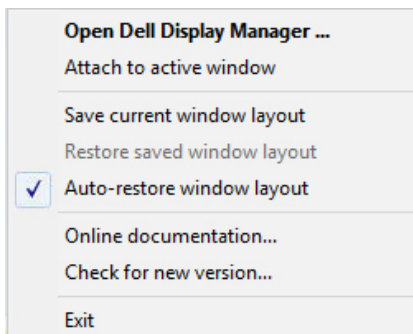 Open Dell Display Manager ...
Attach to active window
Save current window layout
Restore saved window layout
Auto-restore window layout
Online documentation...
Check for new version...
Exit